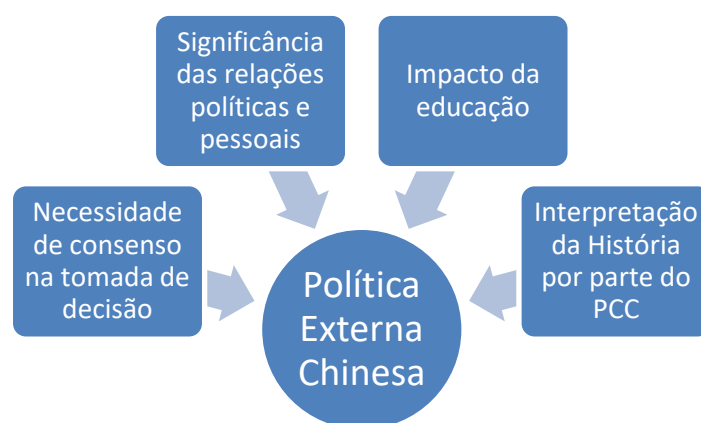 Significância
das relações
políticas e
pessoais
Impacto da
educação
Necessidade
de consenso
na tomada de
decisão
Interpretação
da História
por parte do
PCC
Política
Externa
Chinesa